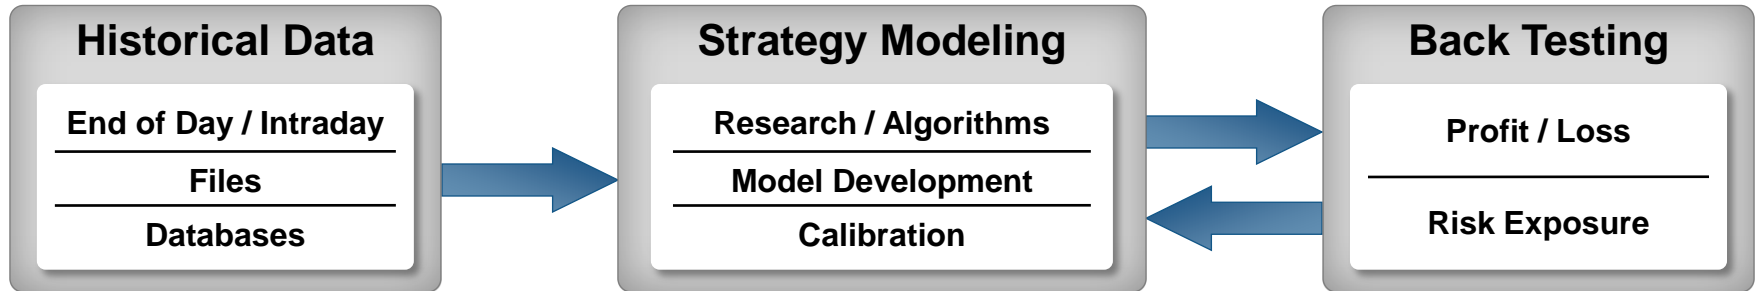 Historical Data
End of Day / Intraday
Files
Databases
Strategy Modeling
Research / Algorithms
Model Development
Calibration
Back Testing
Profit / Loss
Risk Exposure